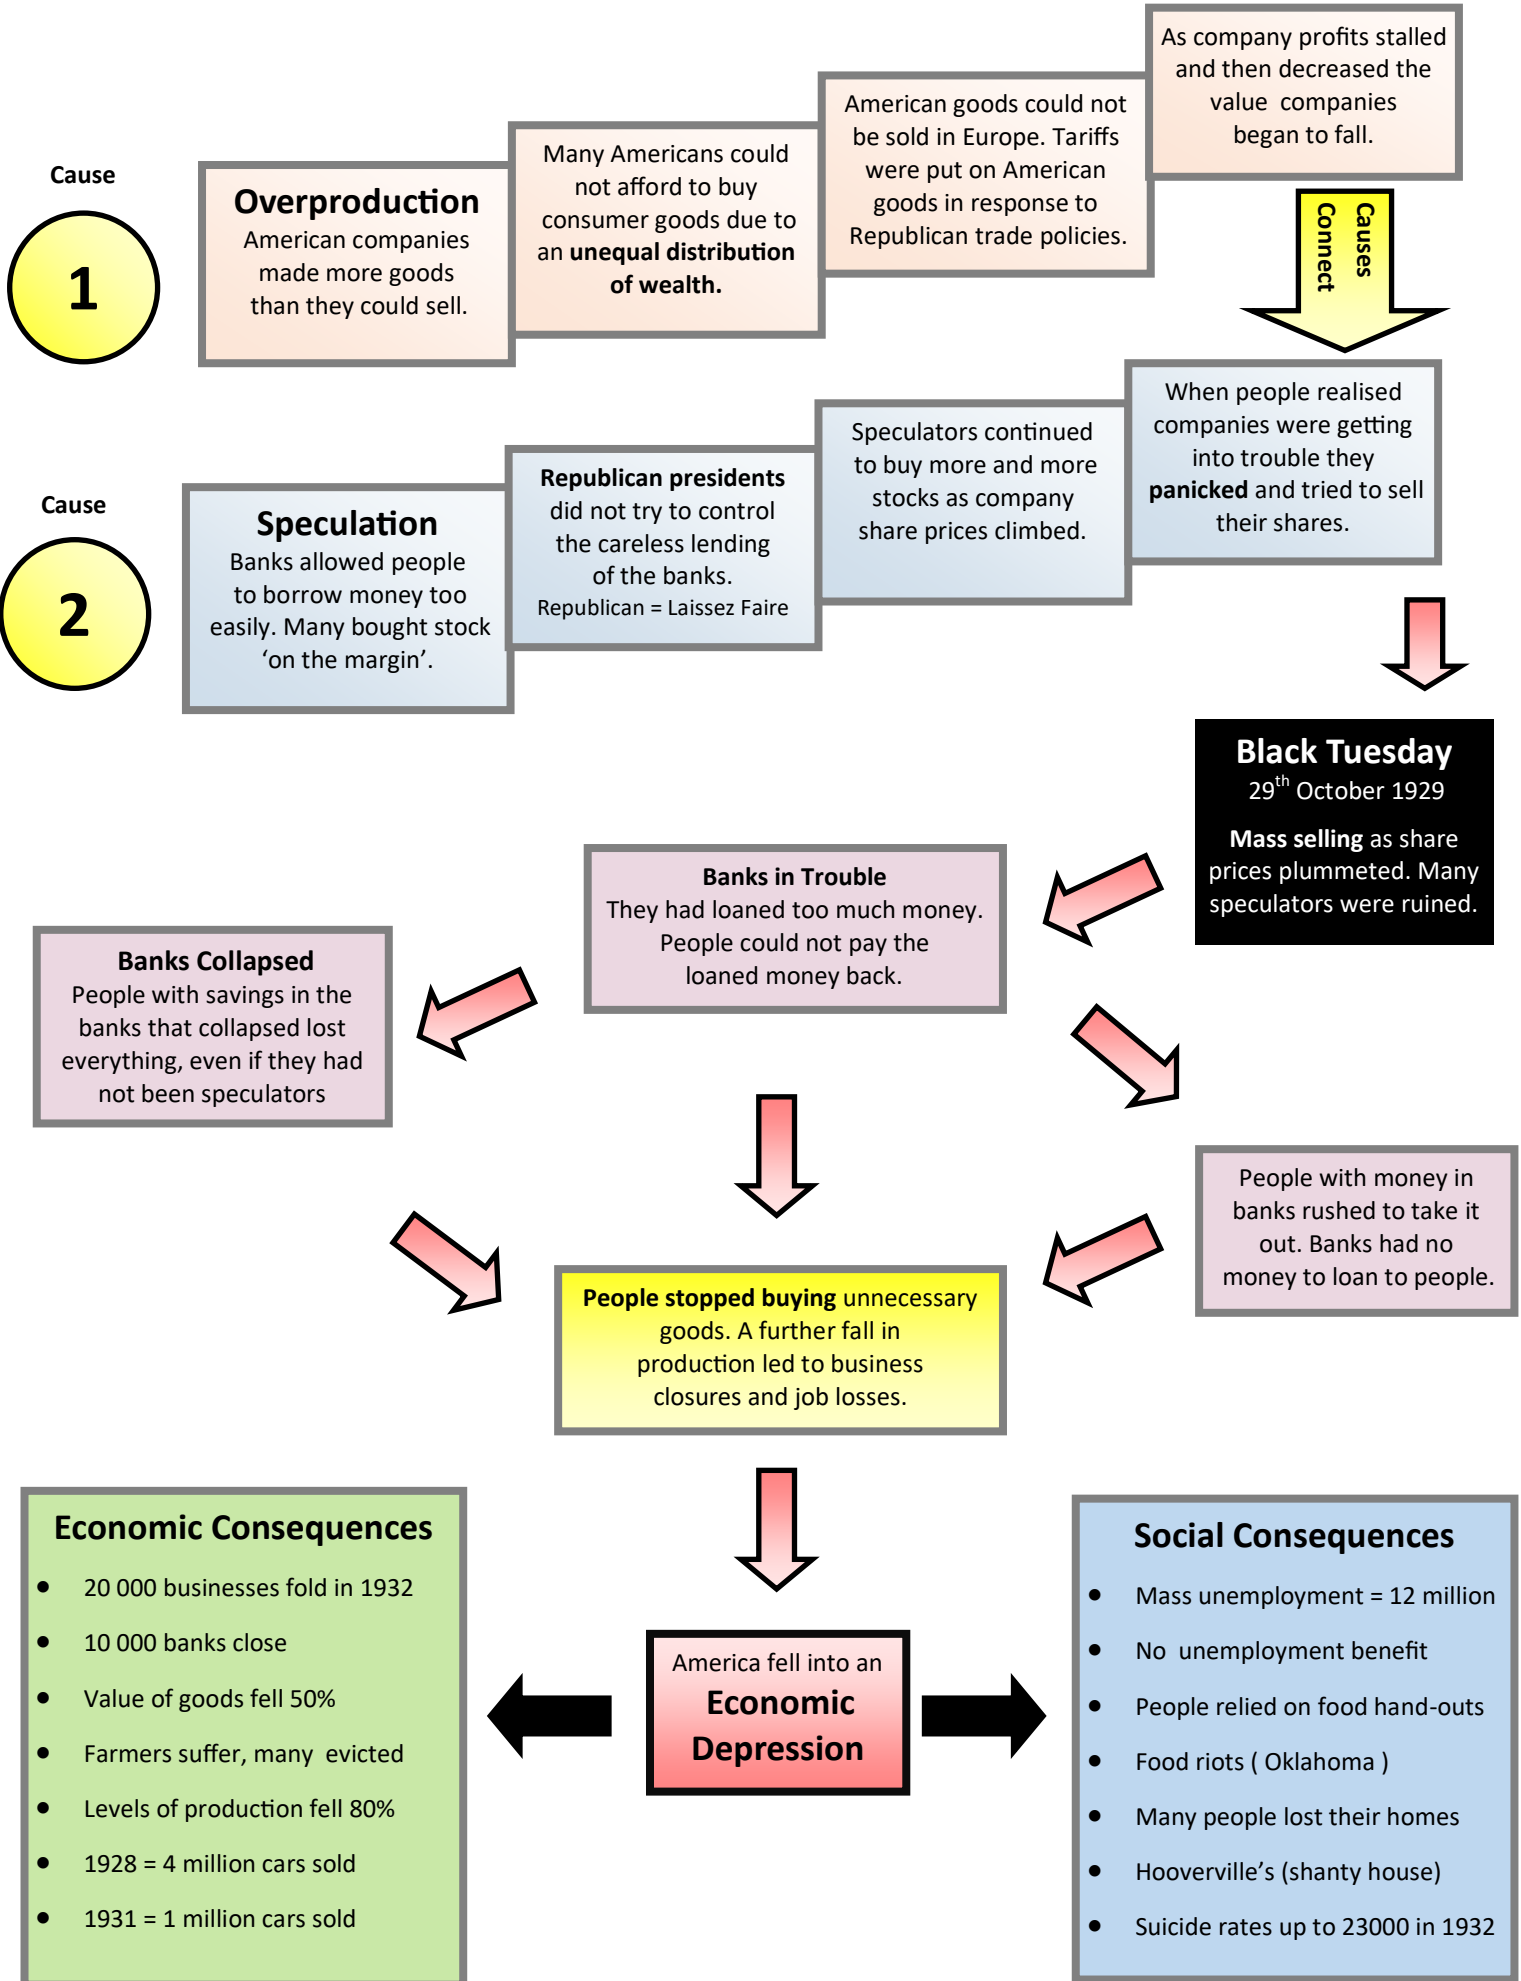 Cause
1
Overproduction
American companies
made more goods
than they could sell.
Many Americans could
not afford to buy
consumer goods due to
an unequal distribution
of wealth.
American goods could not
be sold in Europe. Tariffs
were put on American
goods in response to
Republican trade policies.
As company profits stalled
and then decreased the
value companies
began to fall.
Causes
Connect
Cause
2
Speculation
Banks allowed people
to borrow money too
easily. Many bought stock
‘on the margin’.
Republican presidents
did not try to control
the careless lending
of the banks.
Republican = Laissez Faire
Speculators continued
to buy more and more
stocks as company
share prices climbed.
When people realised
companies were getting
into trouble they
panicked and tried to sell
their shares.
Black Tuesday
29th October 1929
Mass selling as share
prices plummeted. Many
speculators were ruined.
Banks in Trouble
They had loaned too much money.
People could not pay the
loaned money back.
Banks Collapsed
People with savings in the
banks that collapsed lost
everything, even if they had
not been speculators
People with money in
banks rushed to take it
out. Banks had no
money to loan to people.
People stopped buying unnecessary
goods. A further fall in
production led to business
closures and job losses.
America fell into an
Economic
Depression
Economic Consequences
• 20 000 businesses fold in 1932
• 10 000 banks close
• Value of goods fell 50%
• Farmers suffer, many evicted
• Levels of production fell 80%
• 1928 = 4 million cars sold
• 1931 = 1 million cars sold
Social Consequences
• Mass unemployment = 12 million
• No unemployment benefit
• People relied on food hand-outs
• Food riots ( Oklahoma )
• Many people lost their homes
• Hooverville’s (shanty house)
• Suicide rates up to 23000 in 1932